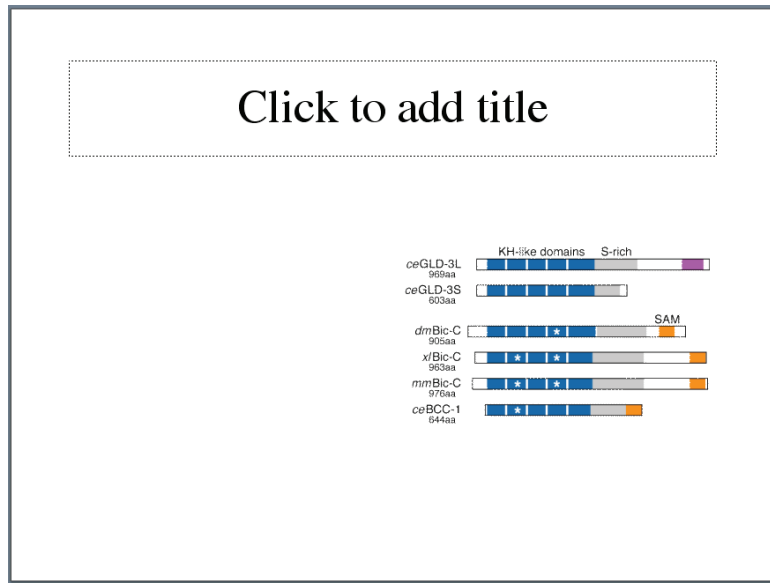 Click to add title
KH-like domains S-rich
ceGLD-3L
969aa
ceGLD-3S
603aa
SAM
dmBic-C
905aa
* 
xlBic-C
963aa
* *
mmBic-C
976aa
* *
ceBCC-1
644aa
*